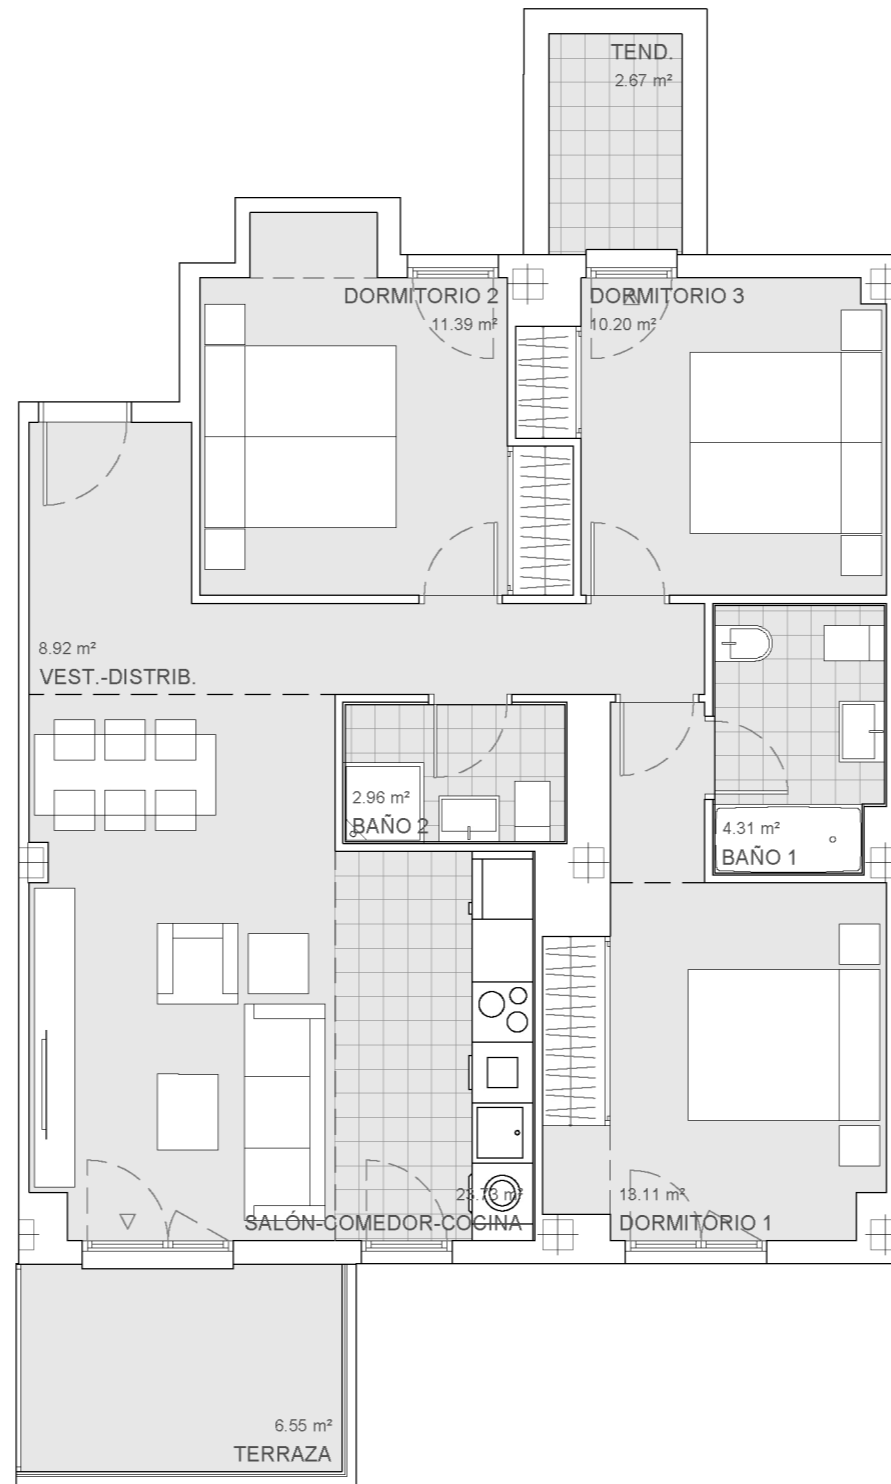 TEND.
2.67 m²
DORMITORIO 2
11.39 m²
DORMITORIO 3
10.20 m²
8.92 m²
VEST.-DISTRIB.
2.96 m²
BAÑO 2
4.31 m²
BAÑO 1
23.73 m²
SALÓN-COMEDOR-COCINA
13.11 m²
DORMITORIO 1
6.55 m²
TERRAZA